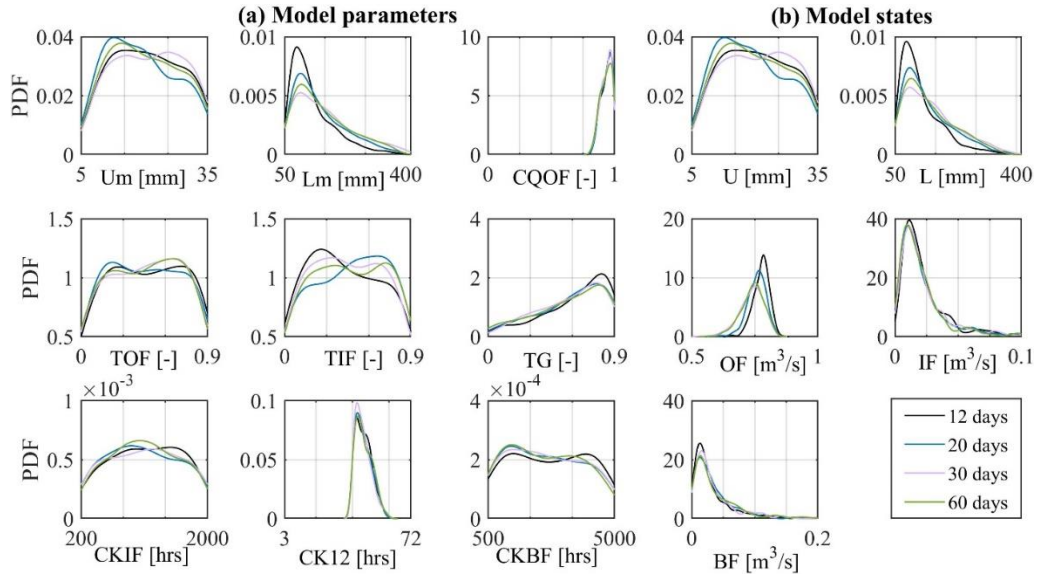 (a) Model parameters (b) Model states
0.04 0.01 10 0.04 0.01
PDF 0.02 0.005 5 0.02 0.005
0 0 0 0 0
5 Um [mm] 35 50 Lm [mm] 400 0 CQOF [-] 1 5 U [mm] 35 50 L [mm] 400
1.5 1.5 4 20 40
PDF 1 1 2 10 20
0.5 0.5 0 0 0
0 TOF [-] 0.9 0 TIF [-] 0.9 0 TG [-] 0.9 0.5 OF [m³/s] 1 0 IF [m³/s] 0.1
×10⁻³ ×10⁻⁴
1 0.1 4 40
PDF 0.5 0.05 2 20
0 0 0 0
200 CKIF [hrs] 2000 3 CK12 [hrs] 72 500 CKBF [hrs] 5000 0 BF [m³/s] 0.2
12 days
20 days
30 days
60 days